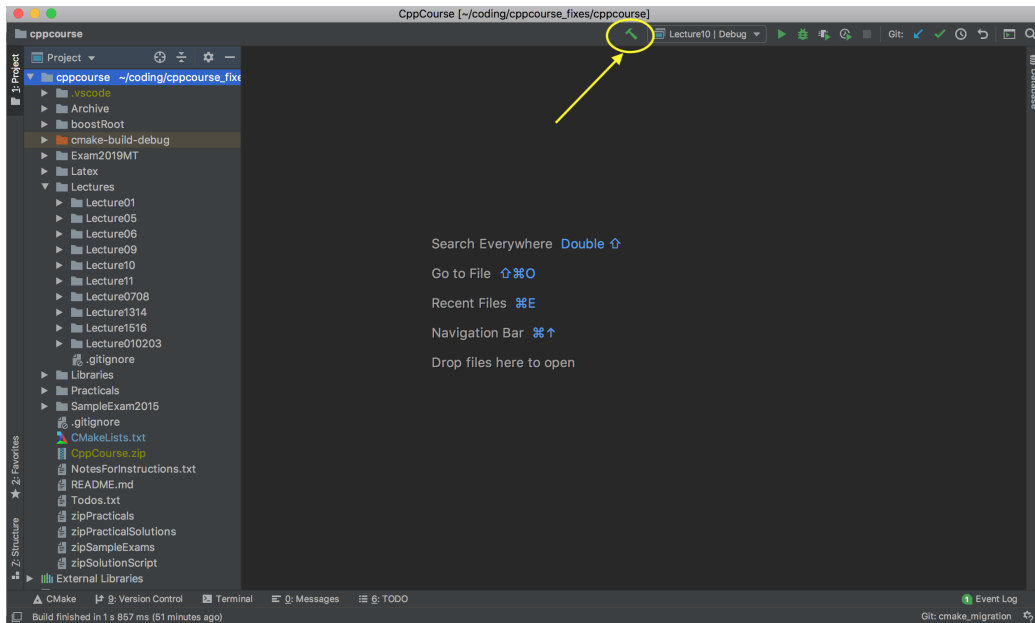 CppCourse [~/coding/cppcourse_fixes/cppcourse]
cppcourse
Lecture10 | Debug
Git:
1: Project
Project
cppcourse ~/coding/cppcourse_fixe
.vscode
Archive
boostRoot
cmake-build-debug
Exam2019MT
Latex
Lectures
Lecture01
Lecture05
Lecture06
Lecture09
Lecture10
Lecture11
Lecture0708
Lecture1314
Lecture1516
Lecture010203
.gitignore
Libraries
Practicals
SampleExam2015
.gitignore
CMakeLists.txt
CppCourse.zip
NotesForInstructions.txt
README.md
Todos.txt
zipPracticals
zipPracticalSolutions
zipSampleExams
zipSolutionScript
External Libraries
2: Favorites
Z: Structure
Search Everywhere Double ⇧
Go to File ⇧⌘O
Recent Files ⌘E
Navigation Bar ⌘↑
Drop files here to open
Database
CMake
9: Version Control
Terminal
0: Messages
6: TODO
1 Event Log
Build finished in 1 s 857 ms (51 minutes ago)
Git: cmake_migration